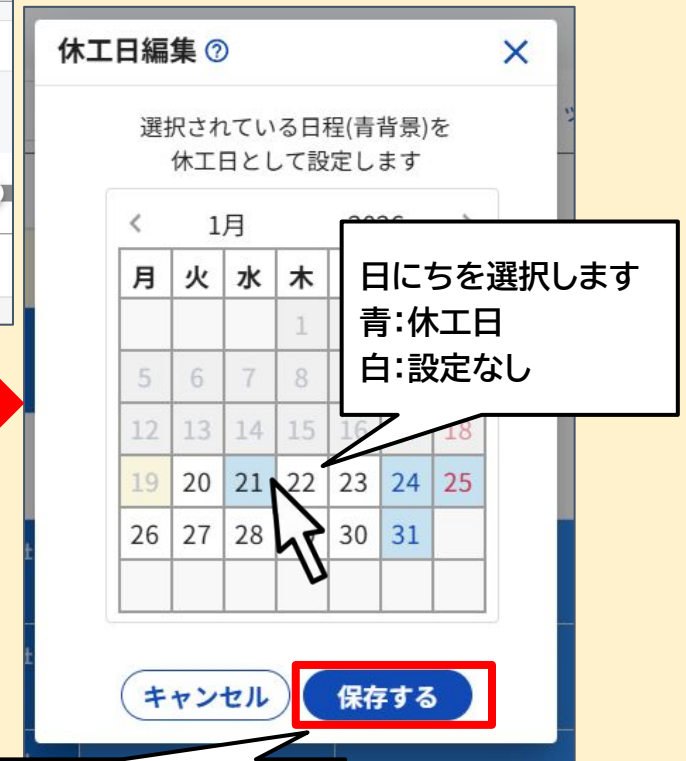 休工日編集
選択されている日程(青背景)を
休工日として設定します
1月
月 火 水 木
1
5 6 7 8
12 13 14 15 16 18
19 20 21 22 23 24 25
26 27 28 30 31
日にちを選択します
青：休工日
白：設定なし
キャンセル 保存する